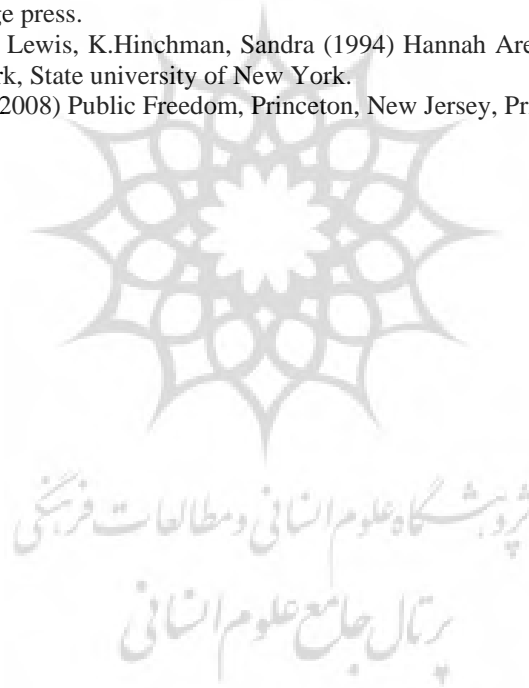 ge press.
Lewis, K.Hinchman, Sandra (1994) Hannah Are
rk, State university of New York.
2008) Public Freedom, Princeton, New Jersey, Pr
پژوهشگاه علوم انسانی و مطالعات فرهنگی
پرتال جامع علوم انسانی